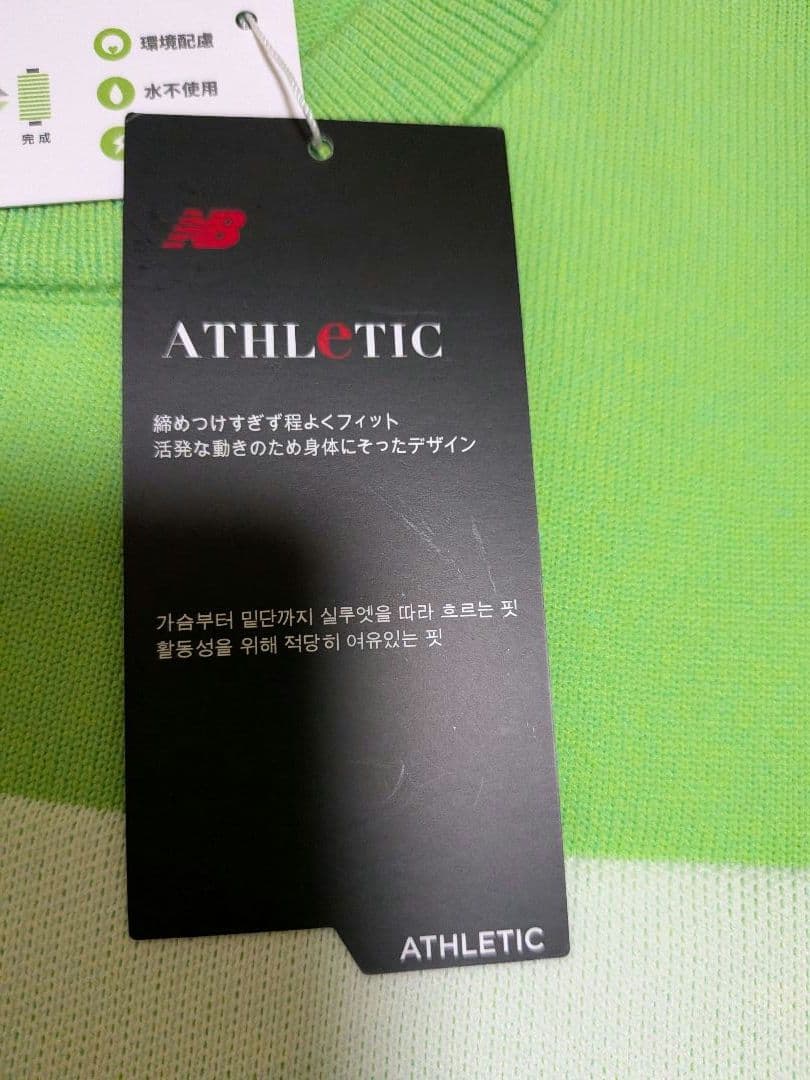 環境配慮
水不使用
完成
NB
ATHLeTIC
締めつけすぎず程よくフィット
活発な動きのため身体にそったデザイン
가슴부터 밑단까지 실루엣을 따라 흐르는 핏
활동성을 위해 적당히 여유있는 핏
ATHLETIC